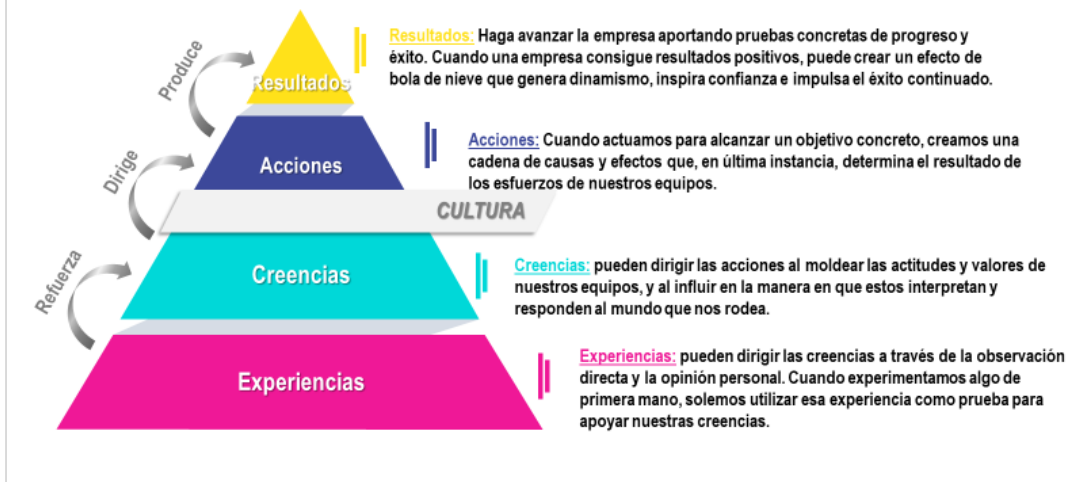 Resultados: Haga avanzar la empresa aportando pruebas concretas de progreso y
éxito. Cuando una empresa consigue resultados positivos, puede crear un efecto de
bola de nieve que genera dinamismo, inspira confianza e impulsa el éxito continuado.
Produce
Resultados
Acciones: Cuando actuamos para alcanzar un objetivo concreto, creamos una
cadena de causas y efectos que, en última instancia, determina el resultado de
los esfuerzos de nuestros equipos.
Dirige
Acciones
CULTURA
Refuerza
Creencias
Creencias: pueden dirigir las acciones al moldear las actitudes y valores de
nuestros equipos, y al influir en la manera en que estos interpretan y
responden al mundo que nos rodea.
Experiencias
Experiencias: pueden dirigir las creencias a través de la observación
directa y la opinión personal. Cuando experimentamos algo de
primera mano, solemos utilizar esa experiencia como prueba para
apoyar nuestras creencias.